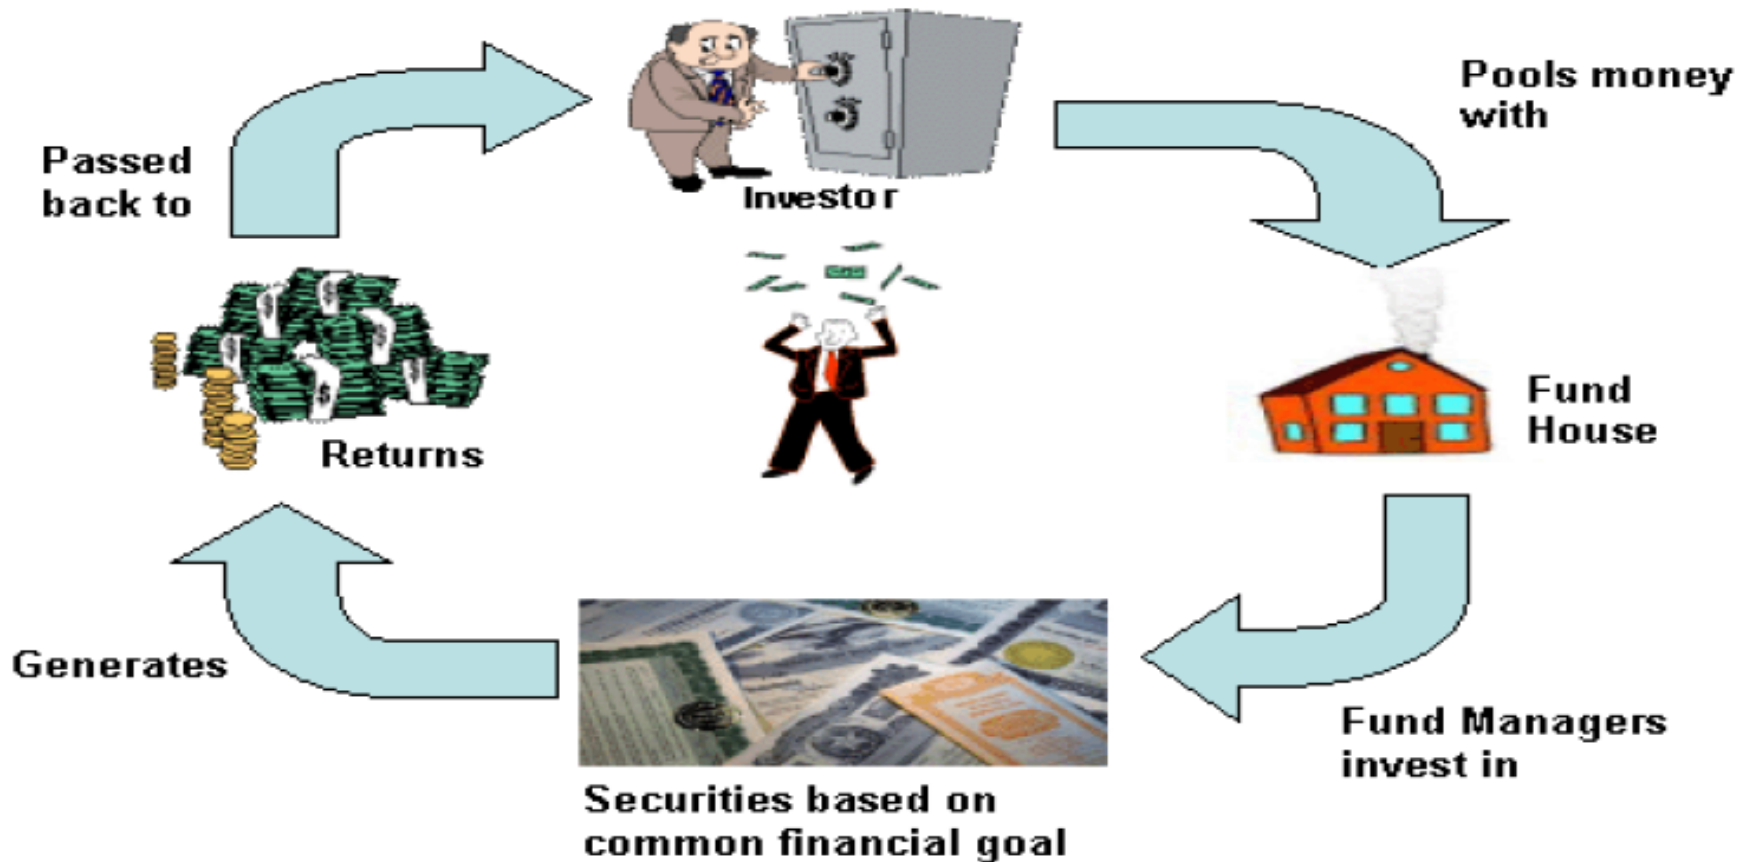 Investor
Pools money
with
Fund
House
Fund Managers
invest in
Securities based on
common financial goal
Generates
Returns
Passed
back to
$
$
$
$
$
$